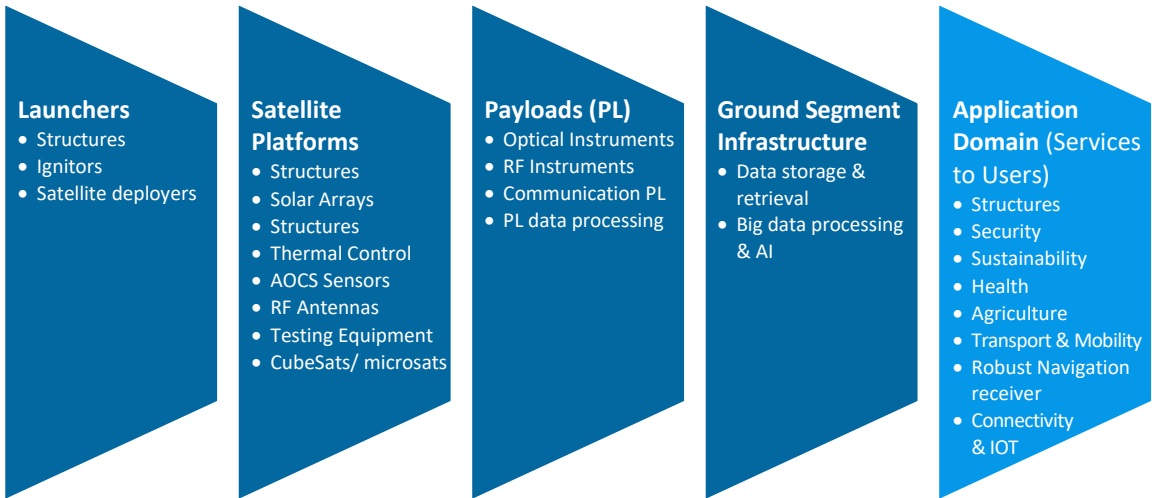 Launchers
• Structures
• Ignitors
• Satellite deployers
Satellite
Platforms
• Structures
• Solar Arrays
• Structures
• Thermal Control
• AOCS Sensors
• RF Antennas
• Testing Equipment
• CubeSats/ microsats
Payloads (PL)
• Optical Instruments
• RF Instruments
• Communication PL
• PL data processing
Ground Segment
Infrastructure
• Data storage &
retrieval
• Big data processing
& AI
Application
Domain (Services
to Users)
• Structures
• Security
• Sustainability
• Health
• Agriculture
• Transport & Mobility
• Robust Navigation
receiver
• Connectivity
& IOT